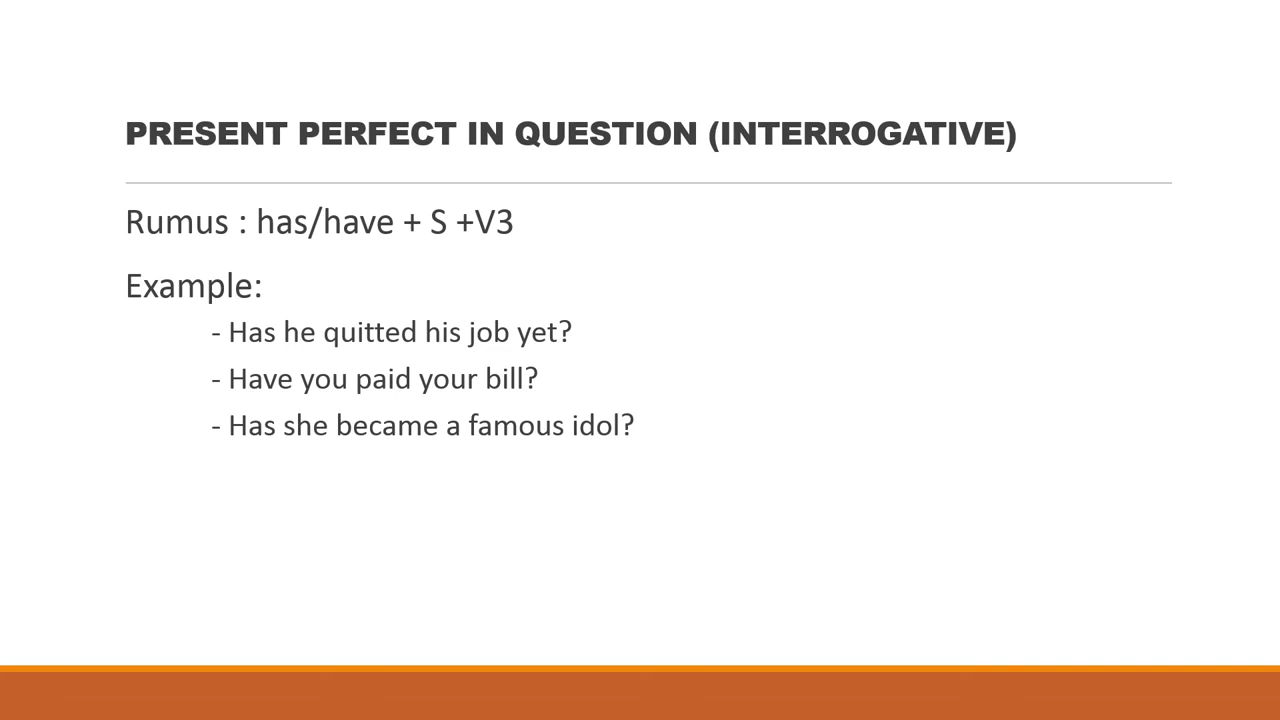 PRESENT PERFECT IN QUESTION (INTERROGATIVE)
Rumus : has/have + S +V3
Example:
- Has he quitted his job yet?
- Have you paid your bill?
- Has she became a famous idol?